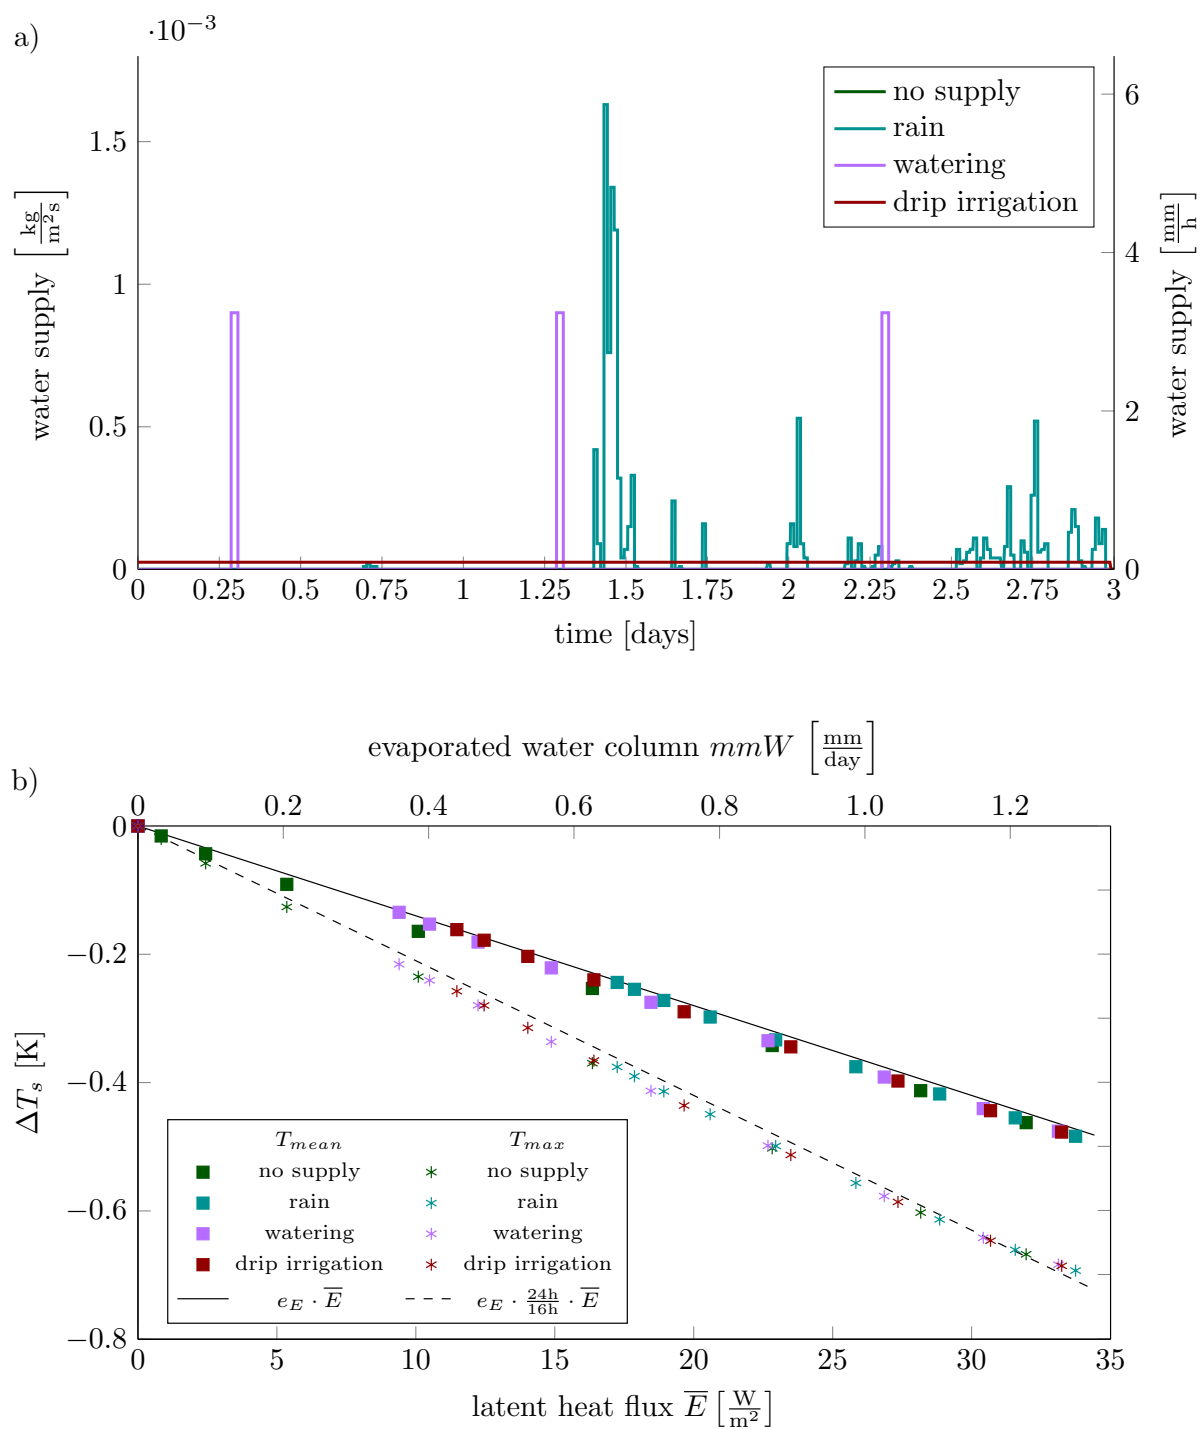 a)
·10⁻³
no supply
rain
watering
drip irrigation
0
0.5
1
1.5
water supply [kg/m²s]
0
2
4
6
water supply [mm/h]
0 0.25 0.5 0.75 1 1.25 1.5 1.75 2 2.25 2.5 2.75 3
time [days]
b)
evaporated water column mmW [mm/day]
0 0.2 0.4 0.6 0.8 1.0 1.2
0
−0.2
−0.4
−0.6
−0.8
ΔTₛ [K]
T_mean T_max
no supply no supply
rain rain
watering watering
drip irrigation drip irrigation
e_E · E̅ e_E · 24h/16h · E̅
0 5 10 15 20 25 30 35
latent heat flux E̅ [W/m²]